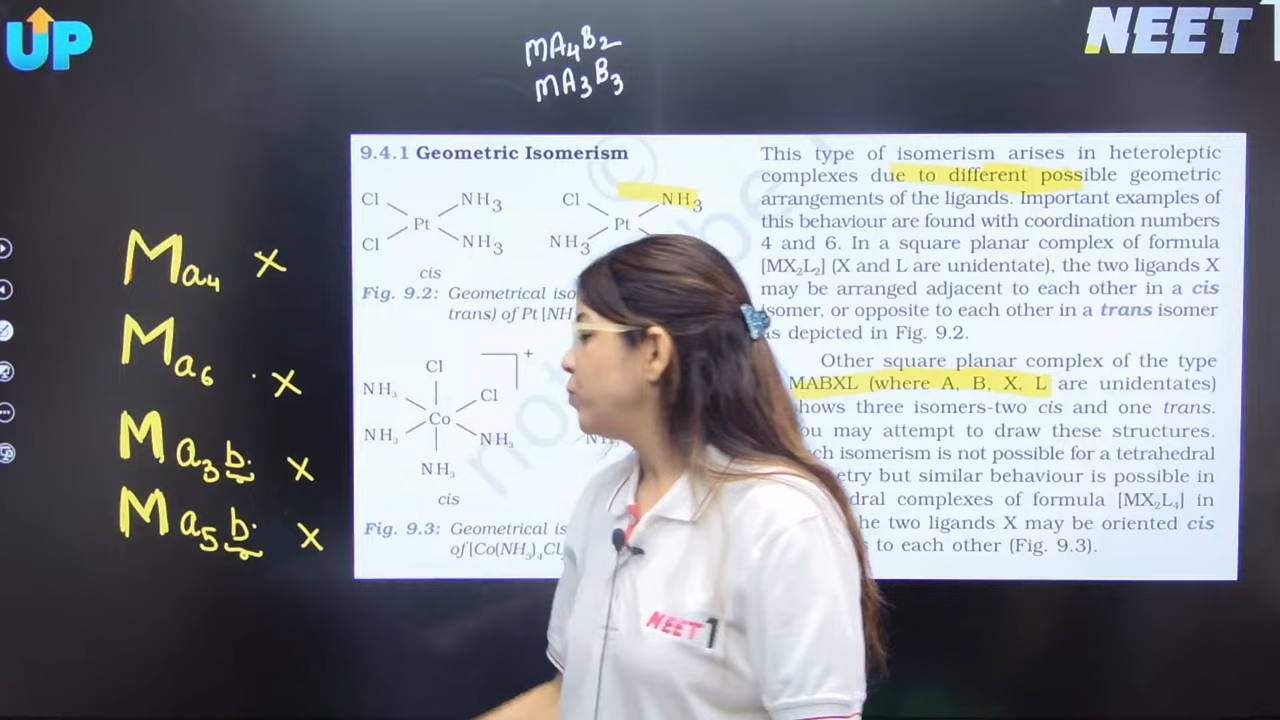 UP
NEET 1
MA4B2
MA3B3
Ma4 ×
Ma6 ×
Ma3b ×
Ma5b ×
9.4.1 Geometric Isomerism
Cl NH3 Cl NH3
Pt Pt
Cl NH3 NH3
cis
Fig. 9.2: Geometrical iso
trans) of Pt [NH
+
Cl
NH3 Cl
Co
NH3 NH3 NH3
NH3
cis
Fig. 9.3: Geometrical is
of [Co(NH3)4Cl
This type of isomerism arises in heteroleptic
complexes due to different possible geometric
arrangements of the ligands. Important examples of
this behaviour are found with coordination numbers
4 and 6. In a square planar complex of formula
[MX2L2] (X and L are unidentate), the two ligands X
may be arranged adjacent to each other in a cis
isomer, or opposite to each other in a trans isomer
as depicted in Fig. 9.2.
Other square planar complex of the type
MABXL (where A, B, X, L are unidentates)
hows three isomers-two cis and one trans.
ou may attempt to draw these structures.
ch isomerism is not possible for a tetrahedral
etry but similar behaviour is possible in
dral complexes of formula [MX2L4] in
he two ligands X may be oriented cis
to each other (Fig. 9.3).
NEET 1